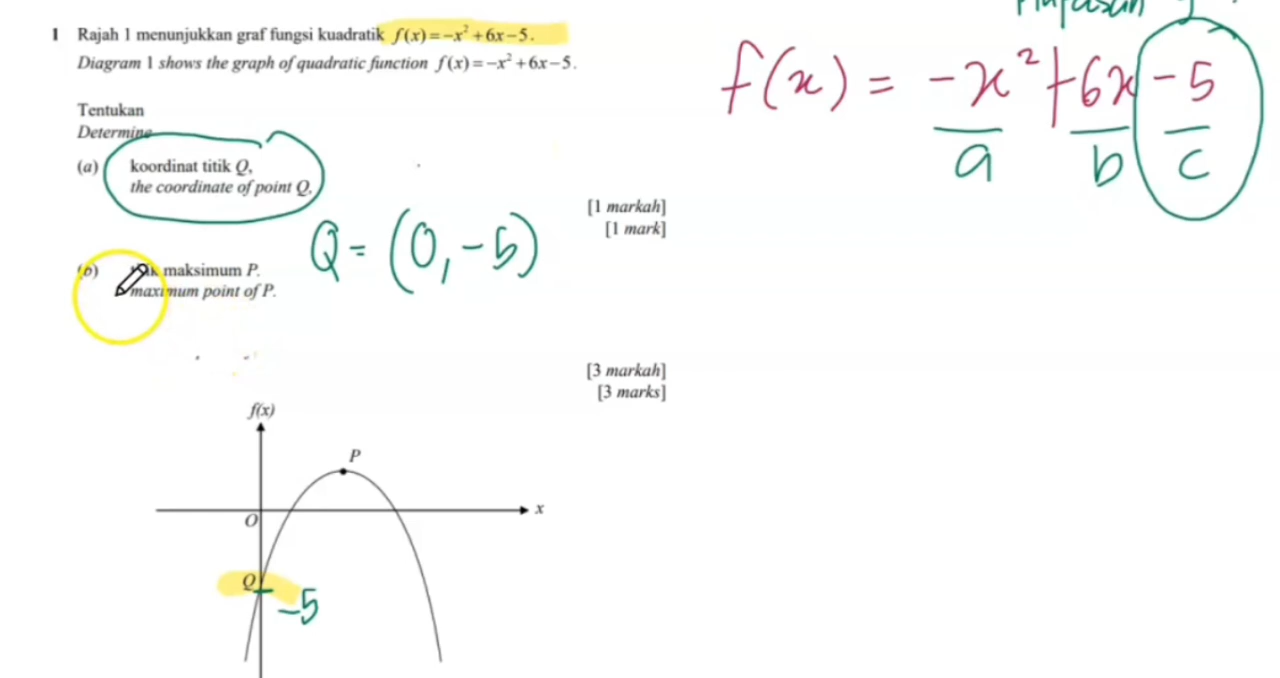 1 Rajah 1 menunjukkan graf fungsi kuadratik f(x)=−x²+6x−5.
Diagram 1 shows the graph of quadratic function f(x)=−x²+6x−5.
Tentukan
Determine
(a) koordinat titik Q,
the coordinate of point Q,
[1 markah]
[1 mark]
Q = (0, -5)
(b) maksimum P.
maximum point of P.
[3 markah]
[3 marks]
f(x)
P
O
x
Q
-5
f(x) = -x² + 6x - 5
a b c